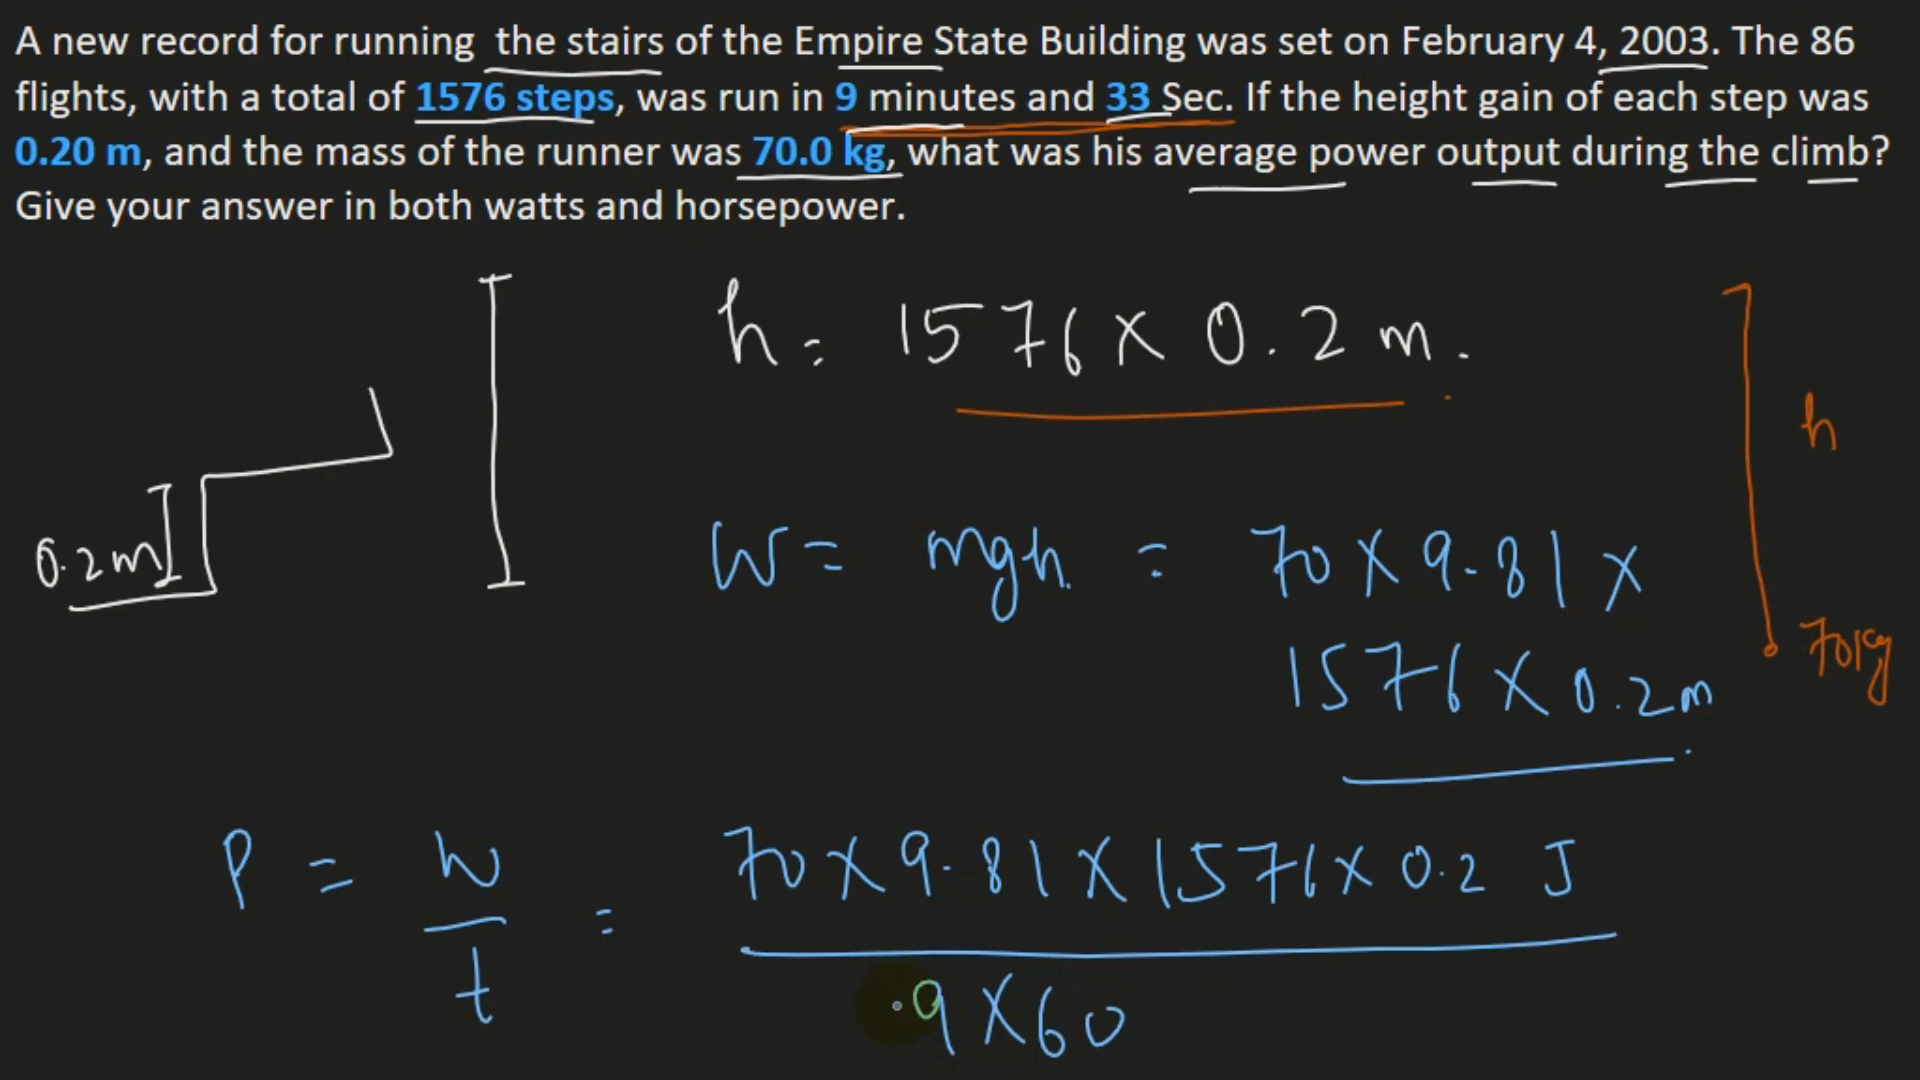 A new record for running the stairs of the Empire State Building was set on February 4, 2003. The 86
flights, with a total of 1576 steps, was run in 9 minutes and 33 Sec. If the height gain of each step was
0.20 m, and the mass of the runner was 70.0 kg, what was his average power output during the climb?
Give your answer in both watts and horsepower.
h = 1576 × 0.2 m.
h
0.2m
W = mgh. = 70 × 9.81 ×
1576 × 0.2m
70kg
P = W = 70 × 9.81 × 1576 × 0.2 J
t 9 × 60